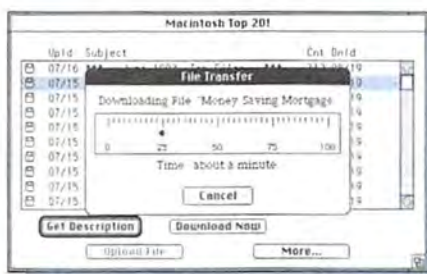 Macintosh Top 20!
Upld Subject Cnt Dnld
07/16
07/15
File Transfer
Downloading File "Money Saving Mortgage
0 25 50 75 100
Time about a minute
Cancel
07/15
07/15
07/15
07/15
07/15
07/15
07/15
07/15
Get Description
Download Now
Upload File
More...